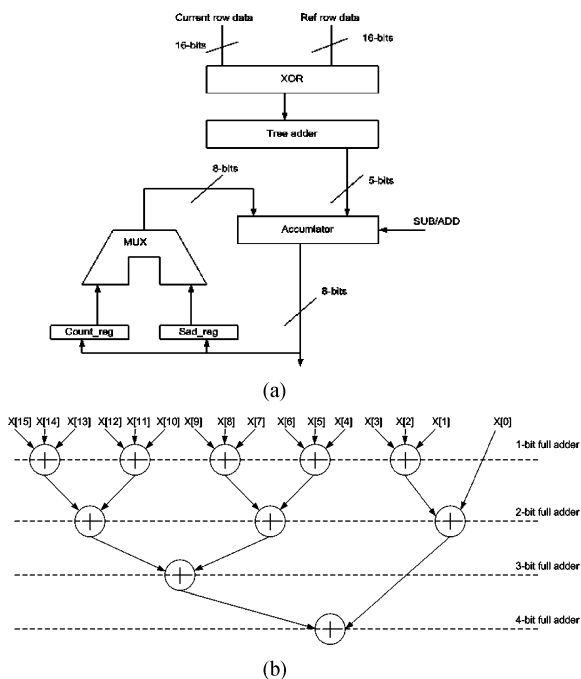 Current row data
Ref row data
16-bits
16-bits
XOR
Tree adder
8-bits
5-bits
SUB/ADD
MUX
Accumlator
8-bits
Count_reg
Sad_reg
(a)
X[15] X[14] X[13] X[12] X[11] X[10] X[9] X[8] X[7] X[6] X[5] X[4] X[3] X[2] X[1] X[0]
1-bit full adder
2-bit full adder
3-bit full adder
4-bit full adder
(b)